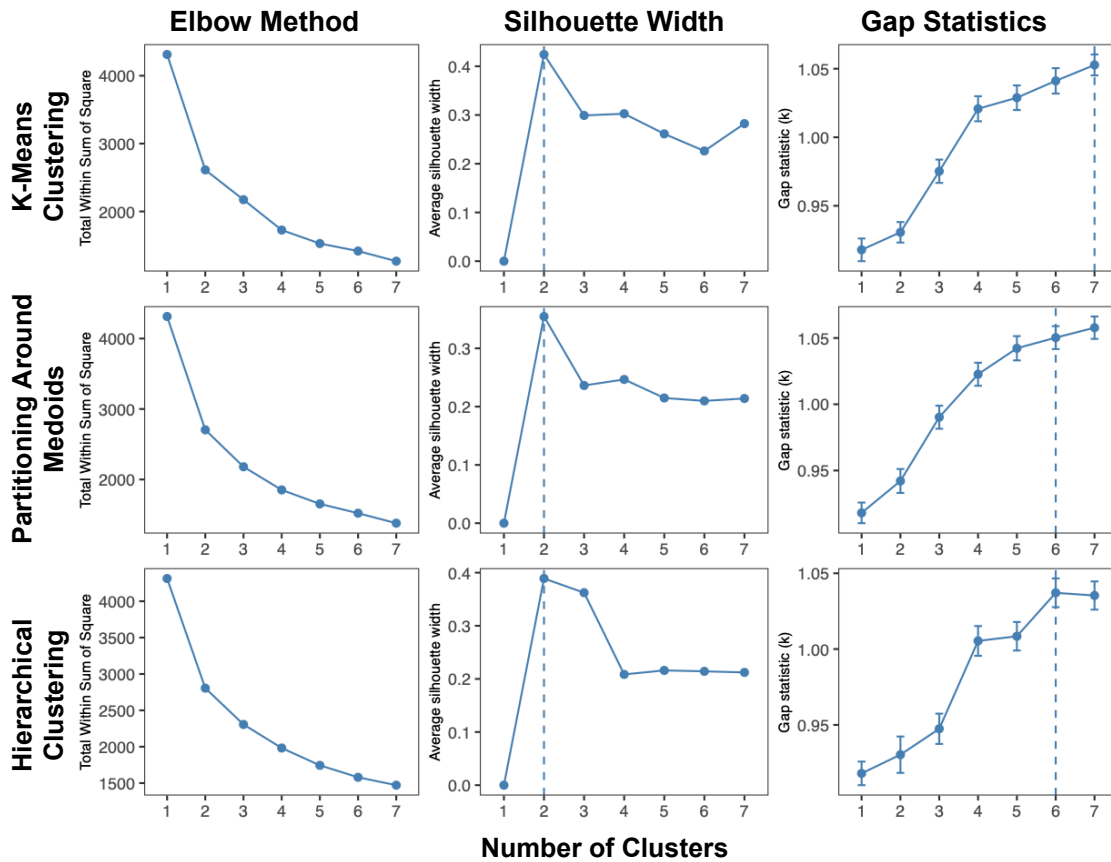 Elbow Method
Silhouette Width
Gap Statistics
K-Means
Clustering
Total Within Sum of Square
4000
3000
2000
1 2 3 4 5 6 7
Average silhouette width
0.4
0.3
0.2
0.1
0.0
1 2 3 4 5 6 7
Gap statistic (k)
1.05
1.00
0.95
1 2 3 4 5 6 7
Partitioning Around
Medoids
Total Within Sum of Square
4000
3000
2000
1 2 3 4 5 6 7
Average silhouette width
0.3
0.2
0.1
0.0
1 2 3 4 5 6 7
Gap statistic (k)
1.05
1.00
0.95
1 2 3 4 5 6 7
Hierarchical
Clustering
Total Within Sum of Square
4000
3500
3000
2500
2000
1500
1 2 3 4 5 6 7
Average silhouette width
0.4
0.3
0.2
0.1
0.0
1 2 3 4 5 6 7
Gap statistic (k)
1.05
1.00
0.95
1 2 3 4 5 6 7
Number of Clusters